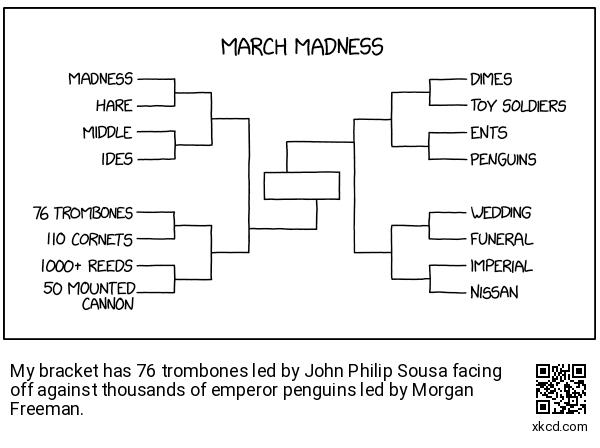 MARCH MADNESS
MADNESS
HARE
MIDDLE
IDES
76 TROMBONES
110 CORNETS
1000+ REEDS
50 MOUNTED
CANNON
DIMES
TOY SOLDIERS
ENTS
PENGUINS
WEDDING
FUNERAL
IMPERIAL
NISSAN
My bracket has 76 trombones led by John Philip Sousa facing
off against thousands of emperor penguins led by Morgan
Freeman.
xkcd.com